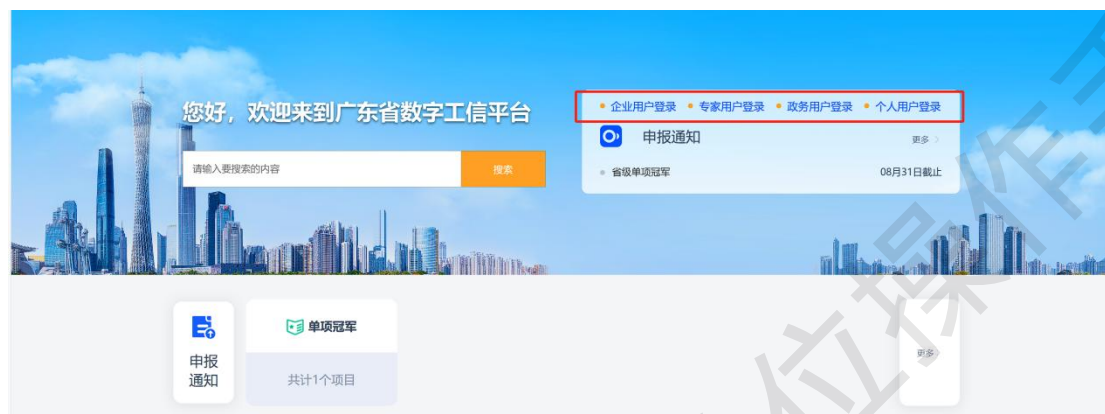 您好，欢迎来到广东省数字工信平台
请输入要搜索的内容
搜索
企业用户登录 专家用户登录 政务用户登录 个人用户登录
申报通知
更多
省级单项冠军
08月31日截止
申报
通知
单项冠军
共计1个项目
更多
位操作手